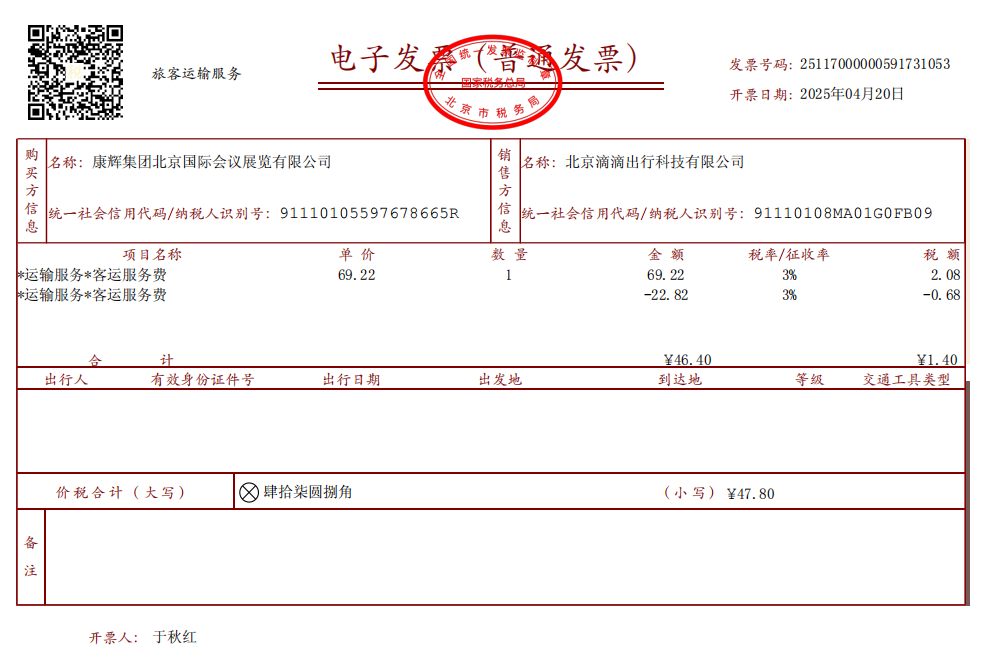 旅客运输服务
电子发票（普通发票）
全国统一发票监制章
国家税务总局
北京市税务局
发票号码：25117000000591731053
开票日期：2025年04月20日
购买方信息
名称：康辉集团北京国际会议展览有限公司
统一社会信用代码/纳税人识别号：91110105597678665R
销售方信息
名称：北京滴滴出行科技有限公司
统一社会信用代码/纳税人识别号：91110108MA01G0FB09
项目名称 单价 数量 金额 税率/征收率 税额
*运输服务*客运服务费 69.22 1 69.22 3% 2.08
*运输服务*客运服务费 -22.82 3% -0.68
合计 ¥46.40 ¥1.40
出行人 有效身份证件号 出行日期 出发地 到达地 等级 交通工具类型
价税合计（大写） 肆拾柒圆捌角 （小写）¥47.80
备注
开票人：于秋红